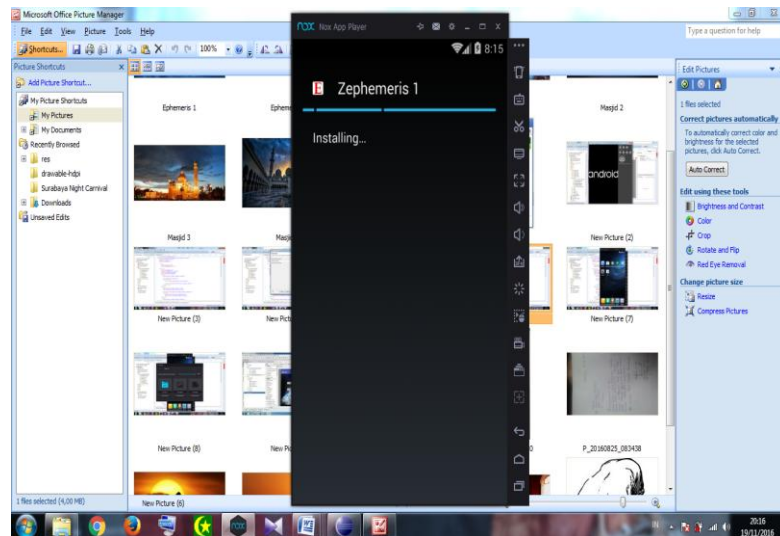 Microsoft Office Picture Manager
File Edit View Picture Tools Help
Type a question for help
Shortcuts...
100%
Picture Shortcuts
Add Picture Shortcut...
My Picture Shortcuts
My Pictures
My Documents
Recently Browsed
res
drawable-hdpi
Surabaya Night Carnival
Downloads
Unsaved Edits
1 files selected (4,00 MB)
Ephemeris 1
Masjid 2
Masjid 3
New Picture (2)
New Picture (3)
New Picture (7)
New Picture (8)
P_20160825_083438
New Picture (6)
nox Nox App Player
8:15
E Zephemeris 1
Installing...
Edit Pictures
1 files selected
Correct pictures automatically
To automatically correct color and
brightness for the selected
pictures, click Auto Correct.
Auto Correct
Edit using these tools
Brightness and Contrast
Color
Crop
Rotate and Flip
Red Eye Removal
Change picture size
Resize
Compress Pictures
android
nox
IN
20:16
19/11/2016